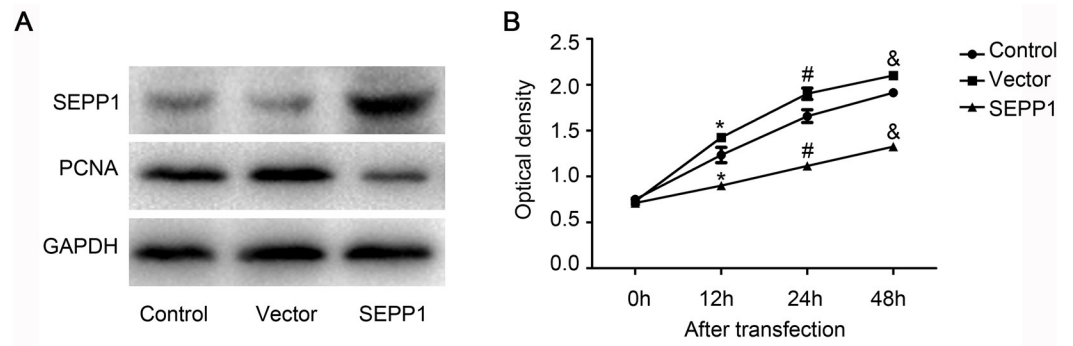 A
SEPP1
PCNA
GAPDH
Control Vector SEPP1
B
Optical density
2.5
2.0
1.5
1.0
0.5
0.0
* # &
* # &
0h 12h 24h 48h
After transfection
Control
Vector
SEPP1